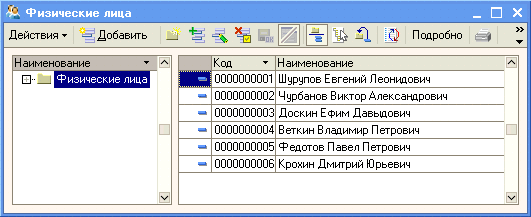 Физические лица
Действия Добавить Подробно »
Наименование
Физические лица
Код Наименование
0000000001 Шурупов Евгений Леонидович
0000000002 Чурбанов Виктор Александрович
0000000003 Доскин Ефим Давыдович
0000000004 Веткин Владимир Петрович
0000000005 Федотов Павел Петрович
0000000006 Крохин Дмитрий Юрьевич